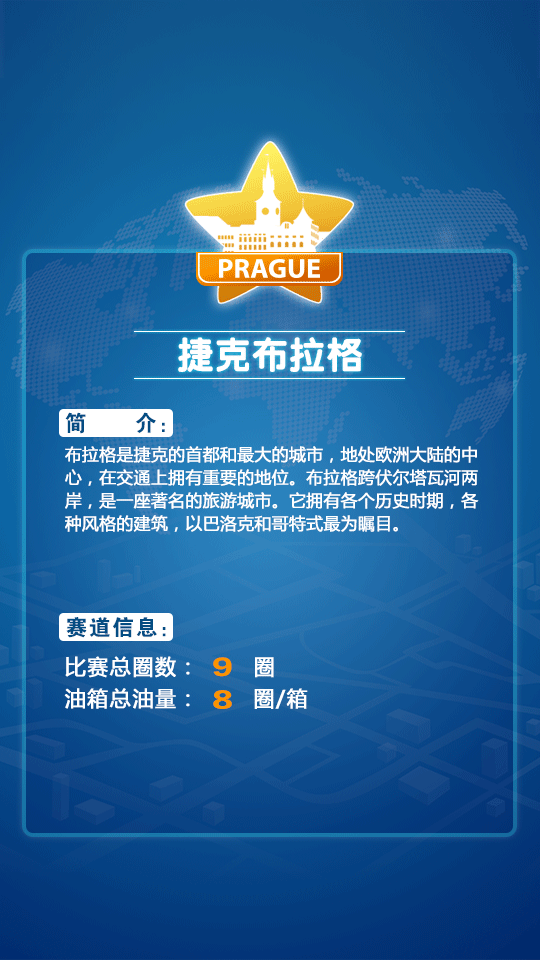 PRAGUE
捷克布拉格
简 介：
布拉格是捷克的首都和最大的城市，地处欧洲大陆的中
心，在交通上拥有重要的地位。布拉格跨伏尔塔瓦河两
岸，是一座著名的旅游城市。它拥有各个历史时期，各
种风格的建筑，以巴洛克和哥特式最为瞩目。
赛道信息：
比赛总圈数： 9 圈
油箱总油量： 8 圈/箱